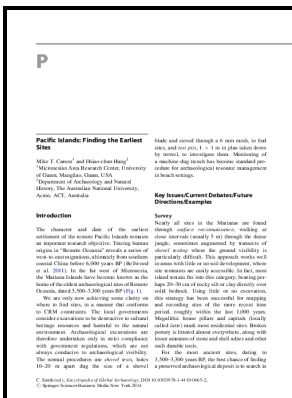 P
Pacific Islands: Finding the Earliest
Sites
Mike T. Carson¹ and Hsiao-chun Hung²
¹Micronesian Area Research Center, University
of Guam, Mangilao, Guam, USA
²Department of Archaeology and Natural
History, The Australian National University,
Acton, ACT, Australia
Introduction
The character and date of the earliest
settlement of the remote Pacific Islands remains
an important research objective. Tracing human
origins in "Remote Oceania" reveals a series of
west-to-east migrations, ultimately from southern
coastal China before 6,000 years BP (Bellwood
et al. 2011). In the far west of Micronesia,
the Mariana Islands have become known as the
home of the oldest archaeological sites of Remote
Oceania, dated 3,500–3,300 years BP (Fig. 1).
We are only now achieving some clarity on
where to find sites, in a manner that conforms
to CRM constraints. The local governments
consider excavations to be destructive to cultural
heritage resources and harmful to the natural
environment. Archaeological excavations are
therefore undertaken only in strict compliance
with government regulations, which are not
always conducive to archaeological visibility.
The normal procedures are shovel tests, holes
10–20 m apart dug the size of a shovel
blade and sieved through a 6 mm mesh, to find
sites, and test pits, 1 × 1 m in plan taken down
by trowel, to investigate them. Monitoring of
a machine-dug trench has become standard pro-
cedure for archaeological resource management
in beach settings.
Key Issues/Current Debates/Future
Directions/Examples
Survey
Nearly all sites in the Marianas are found
through surface reconnaissance, walking at
close intervals (usually 5 m) through the dense
jungle, sometimes augmented by transects of
shovel testing where the ground visibility is
particularly difficult. This approach works well
in areas with little or no soil development, where
site remnants are easily accessible. In fact, most
island terrain fits into this category, bearing per-
haps 20–30 cm of rocky silt or clay directly over
solid bedrock. Using little or no excavation,
this strategy has been successful for mapping
and recording sites of the more recent time
period, roughly within the last 1,000 years.
Megalithic house pillars and capitals (locally
called latte) mark most residential sites. Broken
pottery is littered almost everywhere, along with
lesser amounts of stone and shell adzes and other
such durable tools.
For the most ancient sites, dating to
3,500–3,300 years BP, the best chance of finding
a preserved archaeological deposit is to search in
C. Smith (ed.), Encyclopedia of Global Archaeology, DOI 10.1007/978-1-4419-0465-2,
© Springer Science+Business Media New York 2014